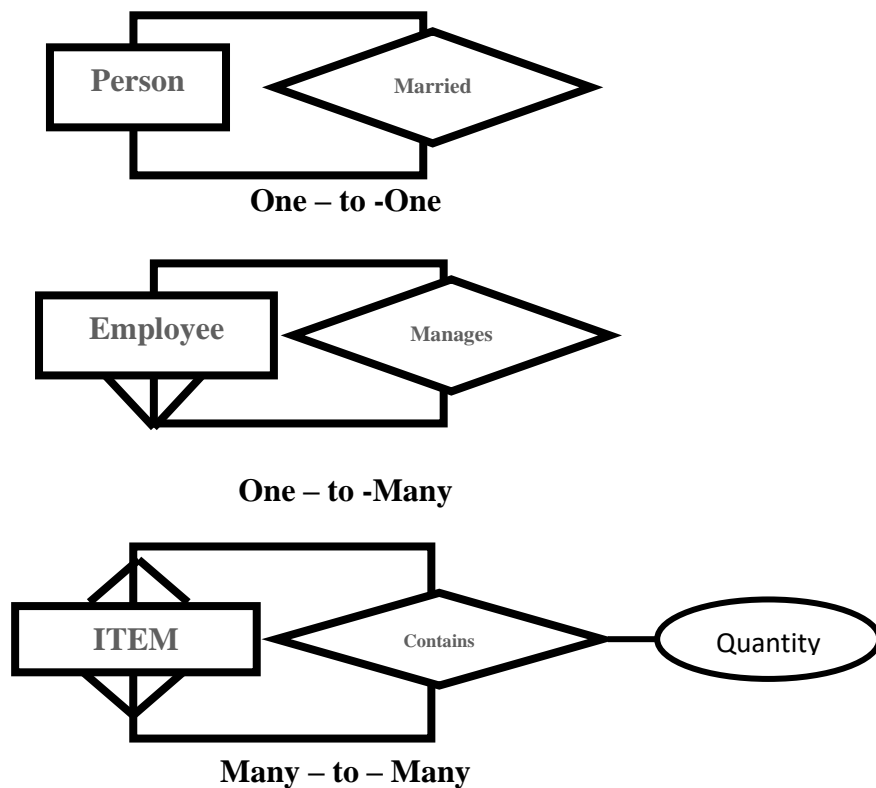 Person
Married
One – to -One
Employee
Manages
One – to -Many
ITEM
Contains
Quantity
Many – to – Many